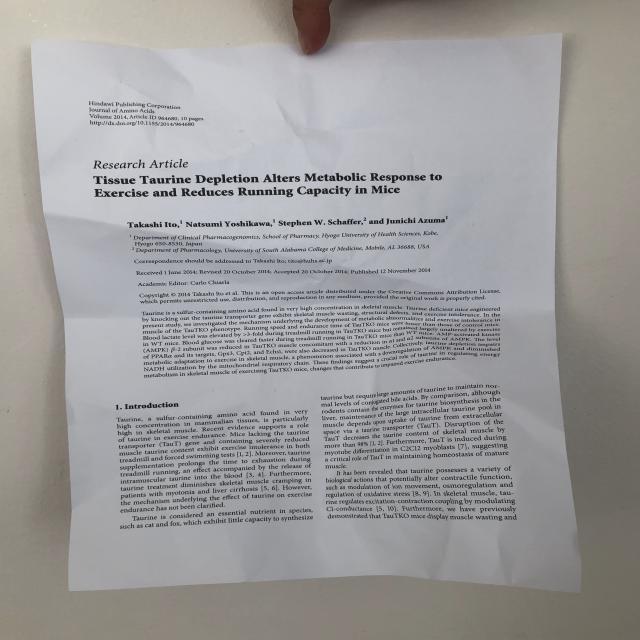 Hindawi Publishing Corporation
Journal of Amino Acids
Volume 2014, Article ID 964680, 10 pages
http://dx.doi.org/10.1155/2014/964680
Research Article
Tissue Taurine Depletion Alters Metabolic Response to
Exercise and Reduces Running Capacity in Mice
Takashi Ito,¹ Natsumi Yoshikawa,¹ Stephen W. Schaffer,² and Junichi Azuma¹
¹ Department of Clinical Pharmacogenomics, School of Pharmacy, Hyogo University of Health Sciences, Kobe,
Hyogo 650-8530, Japan
² Department of Pharmacology, University of South Alabama College of Medicine, Mobile, AL 36688, USA
Correspondence should be addressed to Takashi Ito; tito@huhs.ac.jp
Received 1 June 2014; Revised 20 October 2014; Accepted 20 October 2014; Published 12 November 2014
Academic Editor: Carlo Chiarla
Copyright © 2014 Takashi Ito et al. This is an open access article distributed under the Creative Commons Attribution License,
which permits unrestricted use, distribution, and reproduction in any medium, provided the original work is properly cited.
Taurine is a sulfur-containing amino acid found in very high concentration in skeletal muscle. Taurine deficient mice engineered
by knocking out the taurine transporter gene exhibit skeletal muscle wasting, structural defects, and exercise intolerance. In the
present study, we investigated the mechanism underlying the development of metabolic abnormalities and exercise intolerance in
muscle of the TauTKO phenotype. Running speed and endurance time of TauTKO mice were lower than those of control mice.
Blood lactate level was elevated by >3-fold during treadmill running in TauTKO mice but remained largely unaltered by exercise
in WT mice. Blood glucose was cleared faster during treadmill running in TauTKO mice than WT mice. AMP-activated kinase
(AMPK) β-2 subunit was reduced in TauTKO muscle concomitant with a reduction in α1 and α2 subunits of AMPK. The level
of PPARα and its targets, Gpx3, Cpt2, and Echs1, were also decreased in TauTKO muscle. Collectively, taurine depletion impairs
metabolic adaptation to exercise in skeletal muscle, a phenomenon associated with a downregulation of AMPK and diminished
NADH utilization by the mitochondrial respiratory chain. These findings suggest a crucial role of taurine in regulating energy
metabolism in skeletal muscle of exercising TauTKO mice, changes that contribute to impaired exercise endurance.
1. Introduction
Taurine, a sulfur-containing amino acid found in very
high concentration in mammalian tissues, is particularly
high in skeletal muscle. Recent evidence supports a role
of taurine in exercise endurance. Mice lacking the taurine
transporter (TauT) gene and containing severely reduced
muscle taurine content exhibit exercise intolerance in both
treadmill and forced swimming tests [1, 2]. Moreover, taurine
supplementation prolongs the time to exhaustion during
treadmill running, an effect accompanied by the release of
intramuscular taurine into the blood [3, 4]. Furthermore,
taurine treatment diminishes skeletal muscle cramping in
patients with myotonia and liver cirrhosis [5, 6]. However,
the mechanism underlying the effect of taurine on exercise
endurance has not been clarified.
Taurine is considered an essential nutrient in species,
such as cat and fox, which exhibit little capacity to synthesize
taurine but require large amounts of taurine to maintain nor-
mal levels of conjugated bile acids. By comparison, although
rodents contain the enzymes for taurine biosynthesis in the
liver, maintenance of the large intracellular taurine pool in
muscle depends upon uptake of taurine from extracellular
space via a taurine transporter (TauT). Disruption of the
TauT decreases the taurine content of skeletal muscle by
more than 98% [1, 2]. Furthermore, TauT is induced during
myotube differentiation in C2C12 myoblasts [7], suggesting
a critical role of TauT in maintaining homeostasis of mature
muscle.
It has been revealed that taurine possesses a variety of
biological actions that potentially alter contractile function,
such as modulation of ion movement, osmoregulation and
regulation of oxidative stress [8, 9]. In skeletal muscle, tau-
rine regulates excitation-contraction coupling by modulating
Cl-conductance [5, 10]. Furthermore, we have previously
demonstrated that TauTKO mice display muscle wasting and